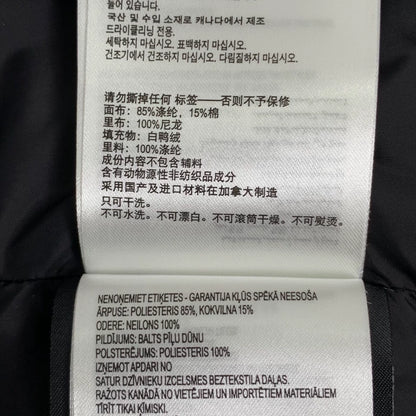 들어 있습니다.
국산 및 수입 소재로 캐나다에서 제조
드라이클리닝 전용.
세탁하지 마십시오. 표백하지 마십시오.
건조기에서 건조하지 마십시오. 다림질하지 마십시오.
请勿撕掉任何 标签——否则不予保修
面布：85%涤纶，15%棉
里布：100%尼龙
填充物：白鸭绒
里料：100%涤纶
成份内容不包含辅料
含有动物源性非纺织品成分
采用国产及进口材料在加拿大制造
只可干洗。
不可水洗。不可漂白。不可滚筒干燥。不可熨烫。
NENOŅEMIET ETIĶETES - GARANTIJA KĻŪS SPĒKĀ NEESOŠA
ĀRPUSE: POLIESTERIS 85%, KOKVILNA 15%
ODERE: NEILONS 100%
PILDĪJUMS: BALTS PĪĻU DŪNU
POLSTERĒJUMS: POLIESTERIS 100%
IZŅEMOT APDARI NO
SATUR DZĪVNIEKU IZCELSMES BEZTEKSTILA DAĻAS.
RAŽOTS KANĀDĀ NO VIETĒJIEM UN IMPORTĒTIEM MATERIĀLIEM
TĪRĪT TIKAI ĶĪMISKI.